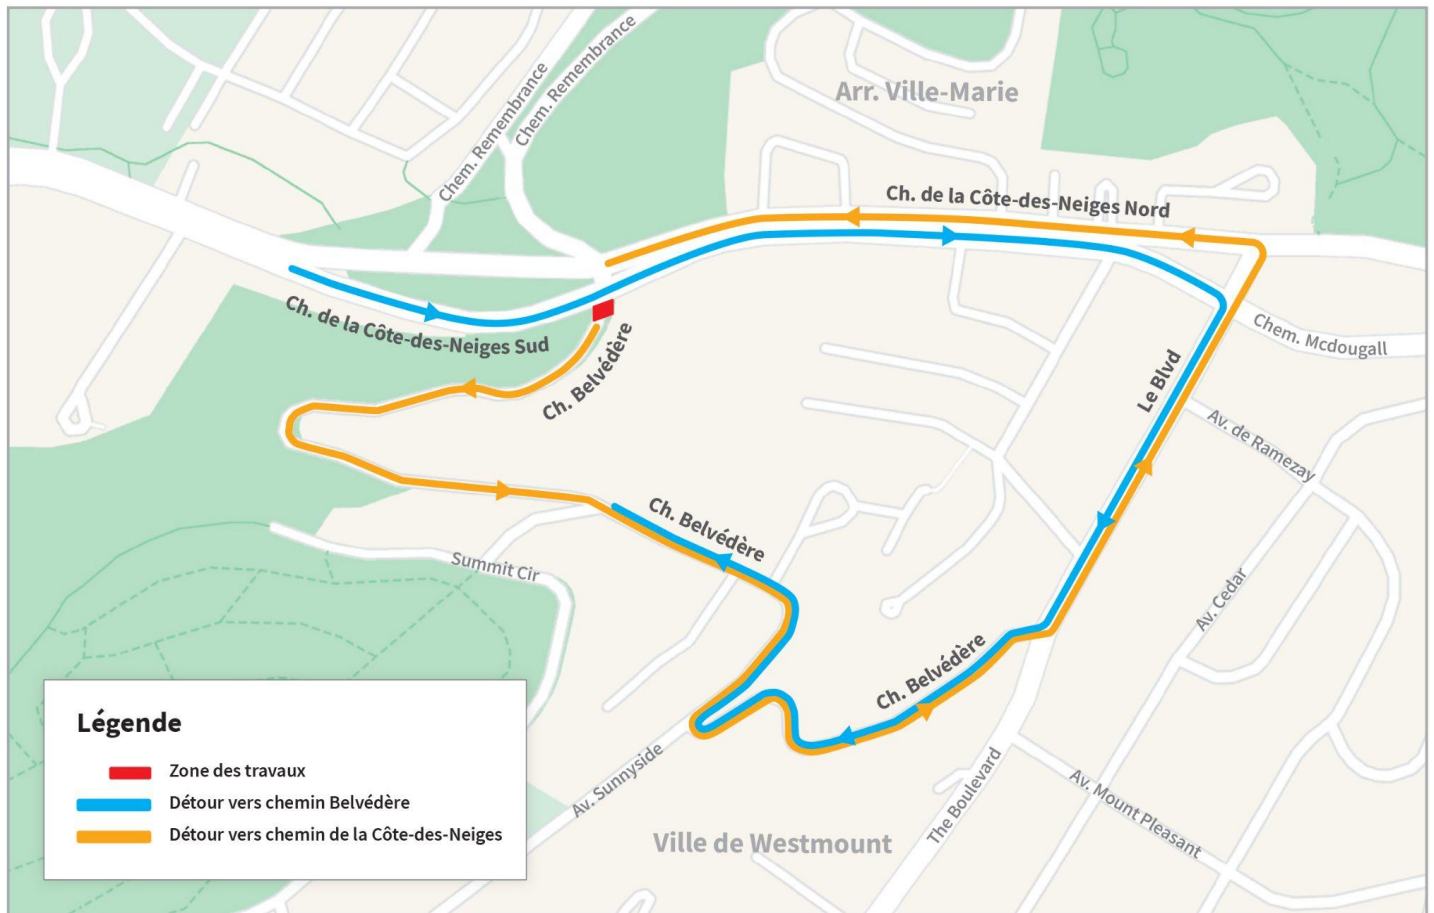 Chem. Remembrance
Chem. Remembrance
Arr. Ville-Marie
Ch. de la Côte-des-Neiges Nord
Ch. de la Côte-des-Neiges Sud
Ch. Belvédère
Chem. Mcdougall
Le Blvd
Av. de Ramezay
Ch. Belvédère
Summit Cir
Av. Cedar
Ch. Belvédère
Av. Sunnyside
The Boulevard
Av. Mount Pleasant
Ville de Westmount
Légende
Zone des travaux
Détour vers chemin Belvédère
Détour vers chemin de la Côte-des-Neiges